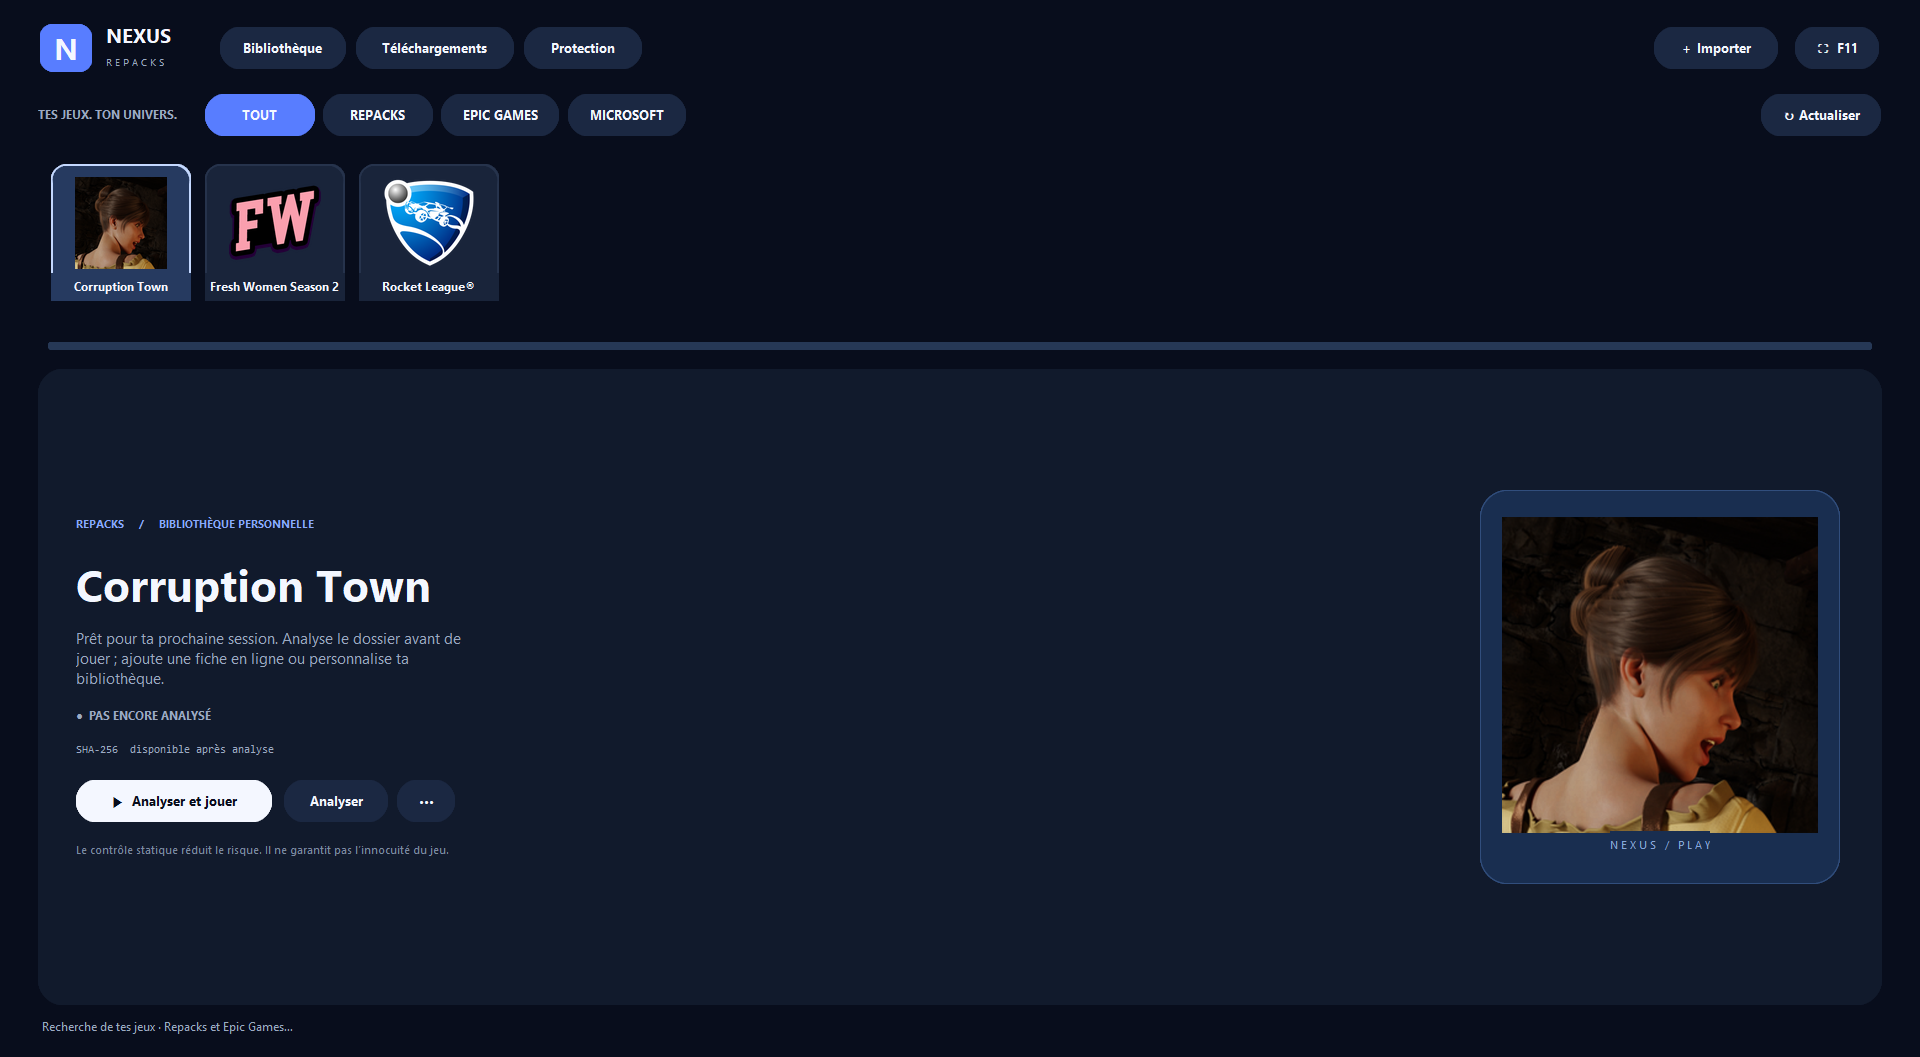 N
NEXUS
REPACKS
Bibliothèque
Téléchargements
Protection
+ Importer
F11
TES JEUX. TON UNIVERS.
TOUT
REPACKS
EPIC GAMES
MICROSOFT
↻ Actualiser
FW
Corruption Town
Fresh Women Season 2
Rocket League®
REPACKS / BIBLIOTHÈQUE PERSONNELLE
Corruption Town
Prêt pour ta prochaine session. Analyse le dossier avant de
jouer ; ajoute une fiche en ligne ou personnalise ta
bibliothèque.
● PAS ENCORE ANALYSÉ
SHA-256 disponible après analyse
▶ Analyser et jouer
Analyser
•••
Le contrôle statique réduit le risque. Il ne garantit pas l'innocuité du jeu.
NEXUS / PLAY
Recherche de tes jeux · Repacks et Epic Games…